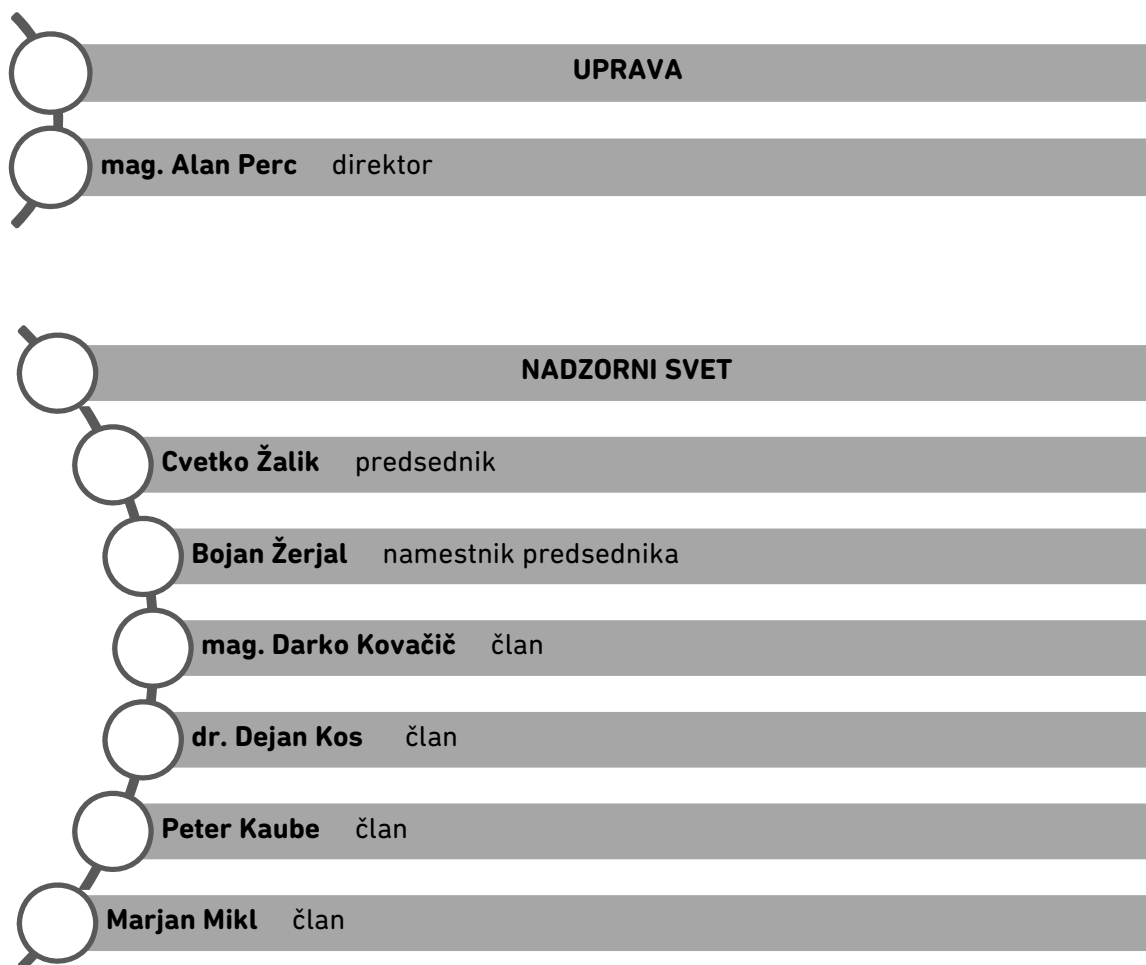 UPRAVA
mag. Alan Perc direktor
NADZORNI SVET
Cvetko Žalik predsednik
Bojan Žerjal namestnik predsednika
mag. Darko Kovačič član
dr. Dejan Kos član
Peter Kaube član
Marjan Mikl član